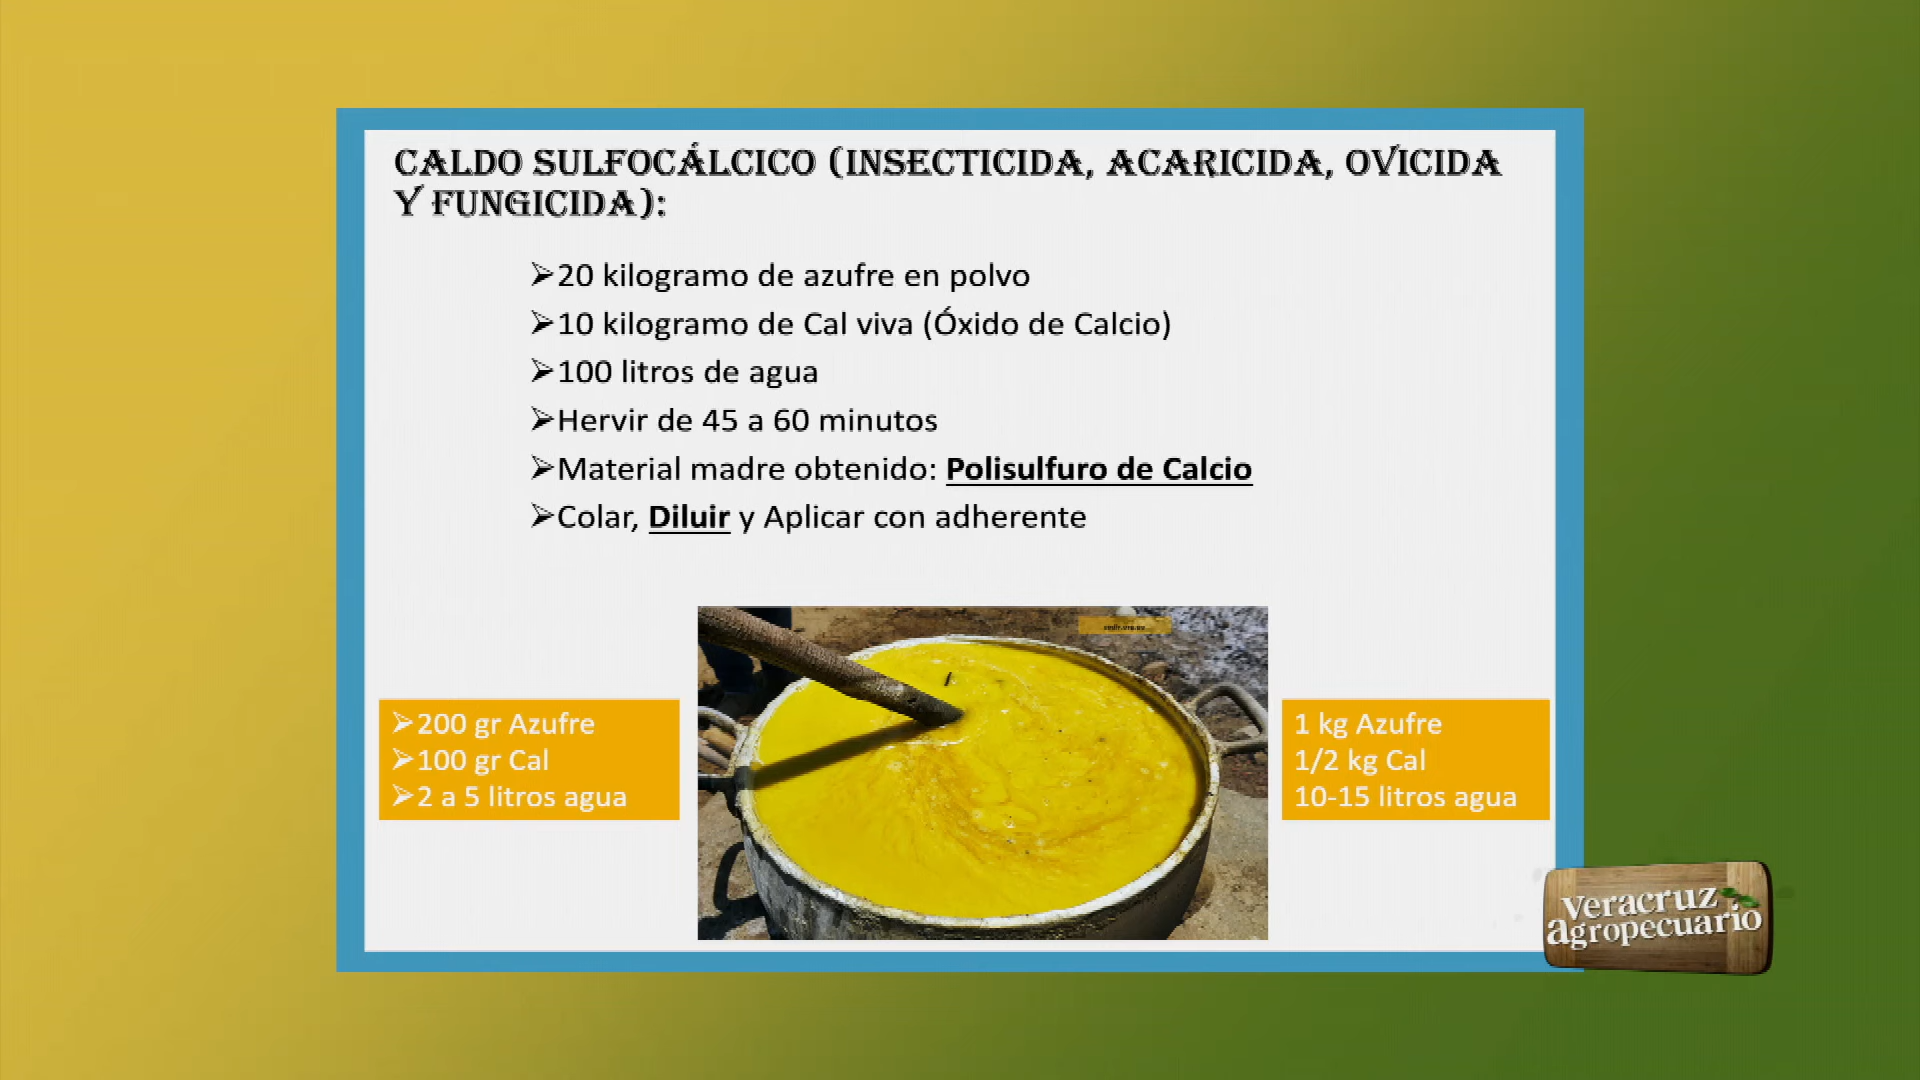 CALDO SULFOCÁLCICO (INSECTICIDA, ACARICIDA, OVICIDA
Y FUNGICIDA):
➢20 kilogramo de azufre en polvo
➢10 kilogramo de Cal viva (Óxido de Calcio)
➢100 litros de agua
➢Hervir de 45 a 60 minutos
➢Material madre obtenido: Polisulfuro de Calcio
➢Colar, Diluir y Aplicar con adherente
➢200 gr Azufre
➢100 gr Cal
➢2 a 5 litros agua
1 kg Azufre
1/2 kg Cal
10-15 litros agua
Veracruz
agropecuario